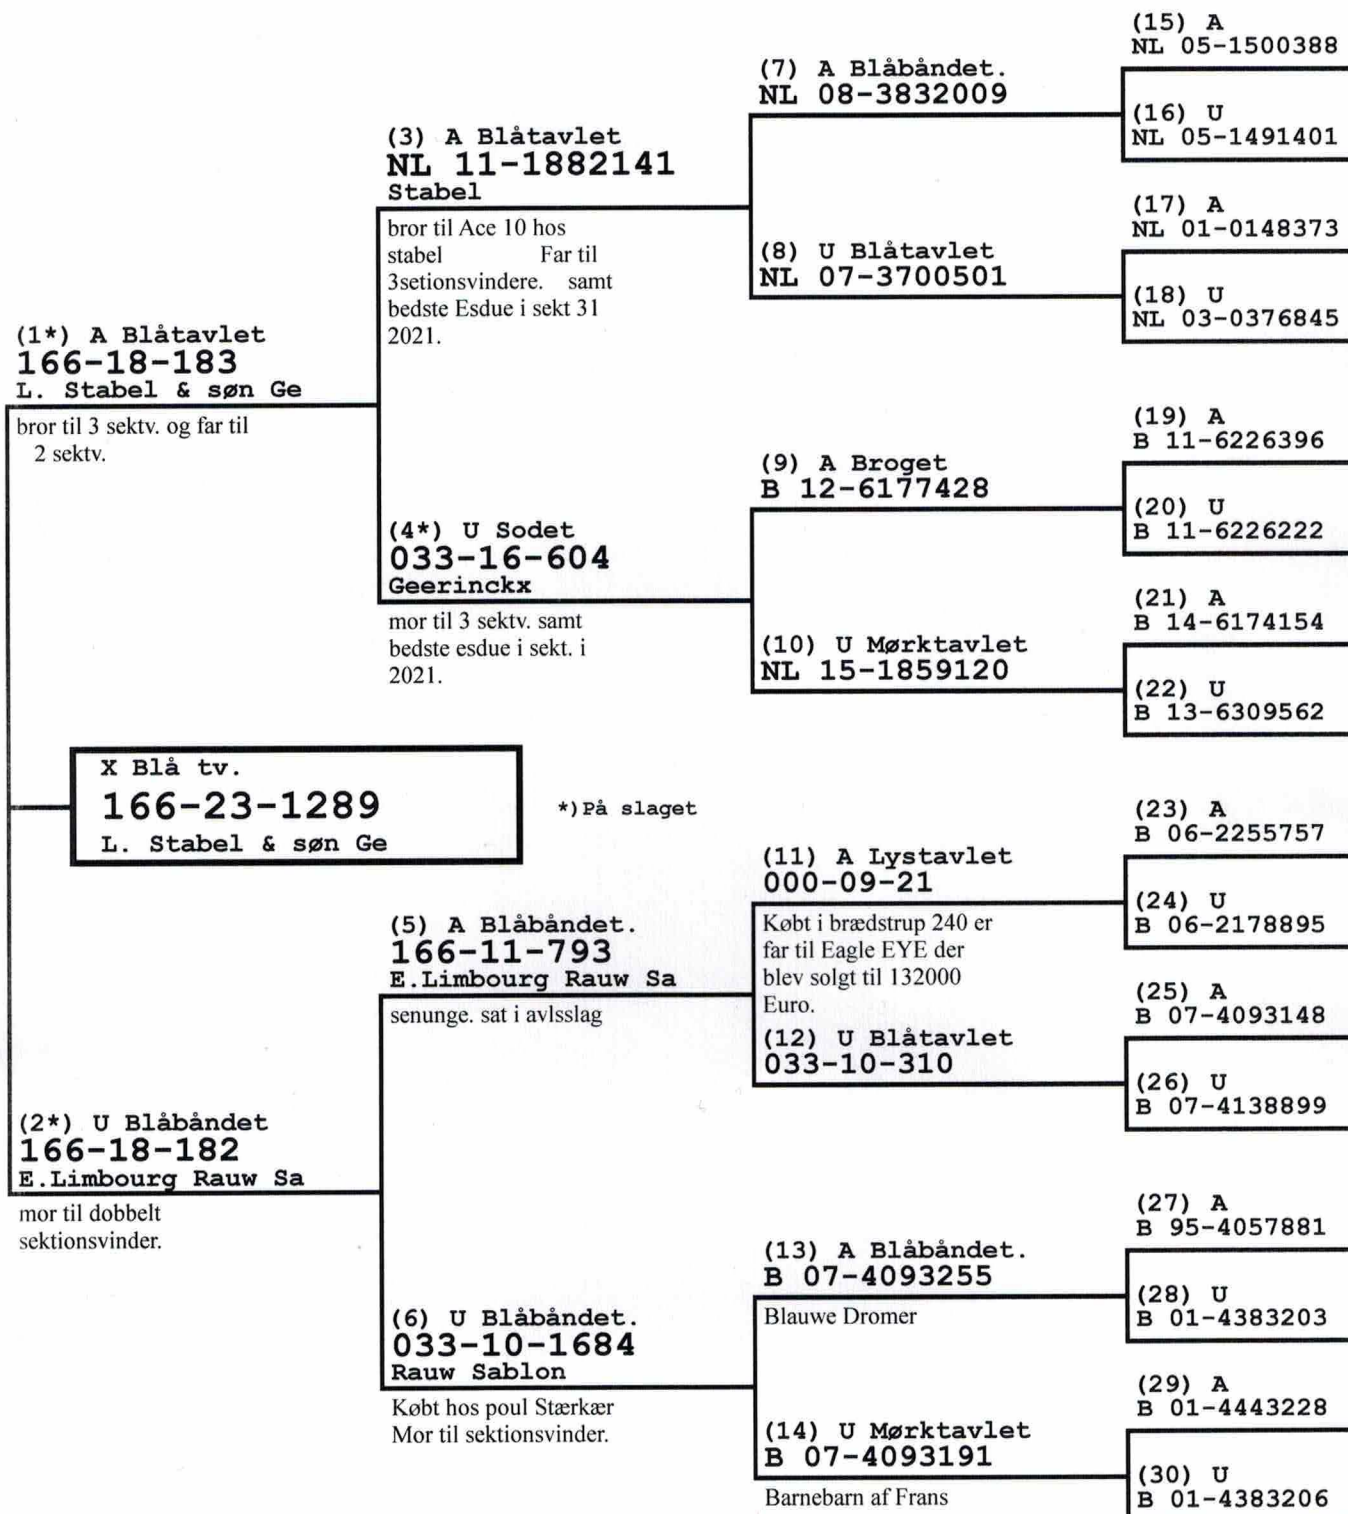 (1*) A Blåtavlet
166-18-183
L. Stabel & søn Ge
bror til 3 sektv. og far til
2 sektv.
X Blå tv.
166-23-1289
L. Stabel & søn Ge
*)På slaget
(2*) U Blåbåndet
166-18-182
E.Limbourg Rauw Sa
mor til dobbelt
sektionsvinder.
(3) A Blåtavlet
NL 11-1882141
Stabel
bror til Ace 10 hos
stabel Far til
3setionsvindere. samt
bedste Esdue i sekt 31
2021.
(4*) U Sodet
033-16-604
Geerinckx
mor til 3 sektv. samt
bedste esdue i sekt. i
2021.
(5) A Blåbåndet.
166-11-793
E.Limbourg Rauw Sa
senunge. sat i avlsslag
(6) U Blåbåndet.
033-10-1684
Rauw Sablon
Købt hos poul Stærkær
Mor til sektionsvinder.
(7) A Blåbåndet.
NL 08-3832009
(8) U Blåtavlet
NL 07-3700501
(9) A Broget
B 12-6177428
(10) U Mørktavlet
NL 15-1859120
(11) A Lystavlet
000-09-21
Købt i brædstrup 240 er
far til Eagle EYE der
blev solgt til 132000
Euro.
(12) U Blåtavlet
033-10-310
(13) A Blåbåndet.
B 07-4093255
Blauwe Dromer
(14) U Mørktavlet
B 07-4093191
Barnebarn af Frans
(15) A
NL 05-1500388
(16) U
NL 05-1491401
(17) A
NL 01-0148373
(18) U
NL 03-0376845
(19) A
B 11-6226396
(20) U
B 11-6226222
(21) A
B 14-6174154
(22) U
B 13-6309562
(23) A
B 06-2255757
(24) U
B 06-2178895
(25) A
B 07-4093148
(26) U
B 07-4138899
(27) A
B 95-4057881
(28) U
B 01-4383203
(29) A
B 01-4443228
(30) U
B 01-4383206